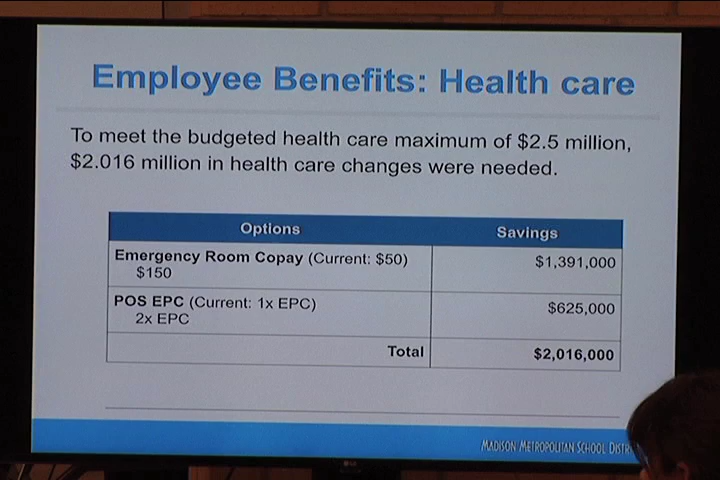 Employee Benefits: Health care
To meet the budgeted health care maximum of $2.5 million,
$2.016 million in health care changes were needed.
Options Savings
Emergency Room Copay (Current: $50) $1,391,000
$150
POS EPC (Current: 1x EPC) $625,000
2x EPC
Total $2,016,000
MADISON METROPOLITAN SCHOOL
LG